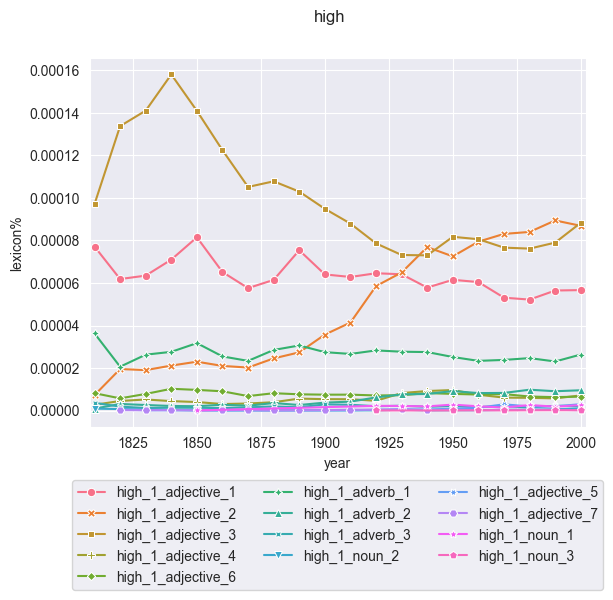 high
0.00016
0.00014
0.00012
0.00010
0.00008
0.00006
0.00004
0.00002
0.00000
lexicon%
1825 1850 1875 1900 1925 1950 1975 2000
year
high_1_adjective_1 high_1_adverb_1 high_1_adjective_5
high_1_adjective_2 high_1_adverb_2 high_1_adjective_7
high_1_adjective_3 high_1_adverb_3 high_1_noun_1
high_1_adjective_4 high_1_noun_2 high_1_noun_3
high_1_adjective_6